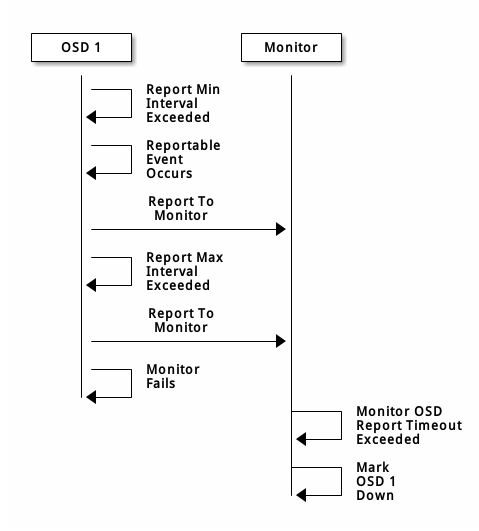 OSD 1
Monitor
Report Min
Interval
Exceeded
Reportable
Event
Occurs
Report To
Monitor
Report Max
Interval
Exceeded
Report To
Monitor
Monitor
Fails
Monitor OSD
Report Timeout
Exceeded
Mark
OSD 1
Down